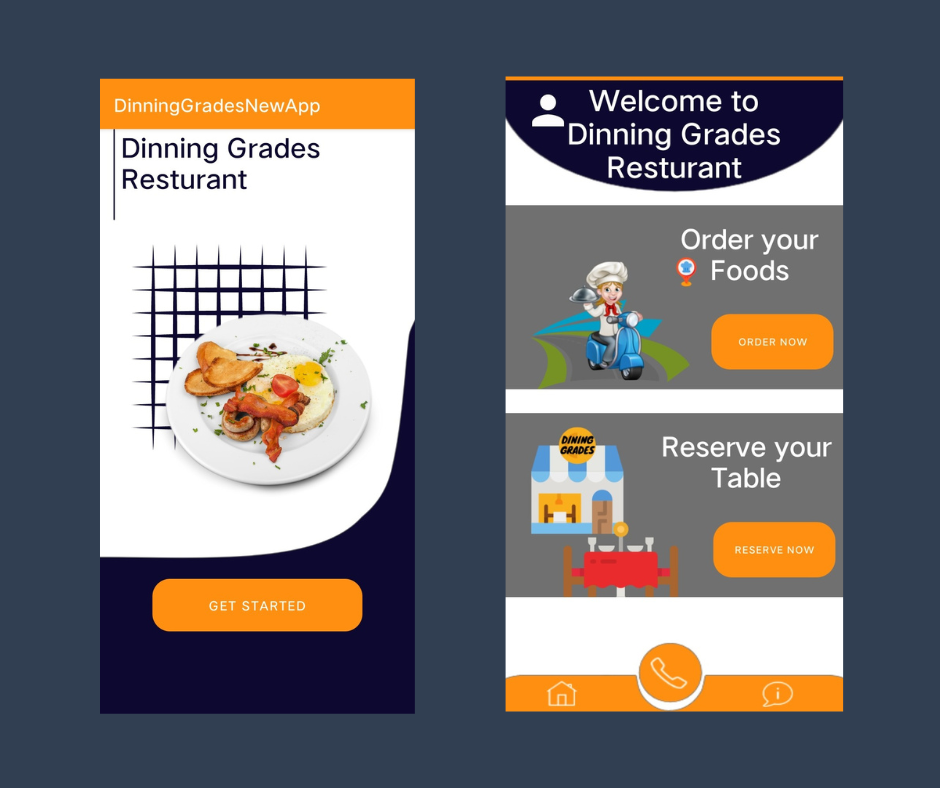 DinningGradesNewApp
Dinning Grades
Resturant
GET STARTED
Welcome to
Dinning Grades
Resturant
Order your
Foods
ORDER NOW
DINING
GRADES
Reserve your
Table
RESERVE NOW